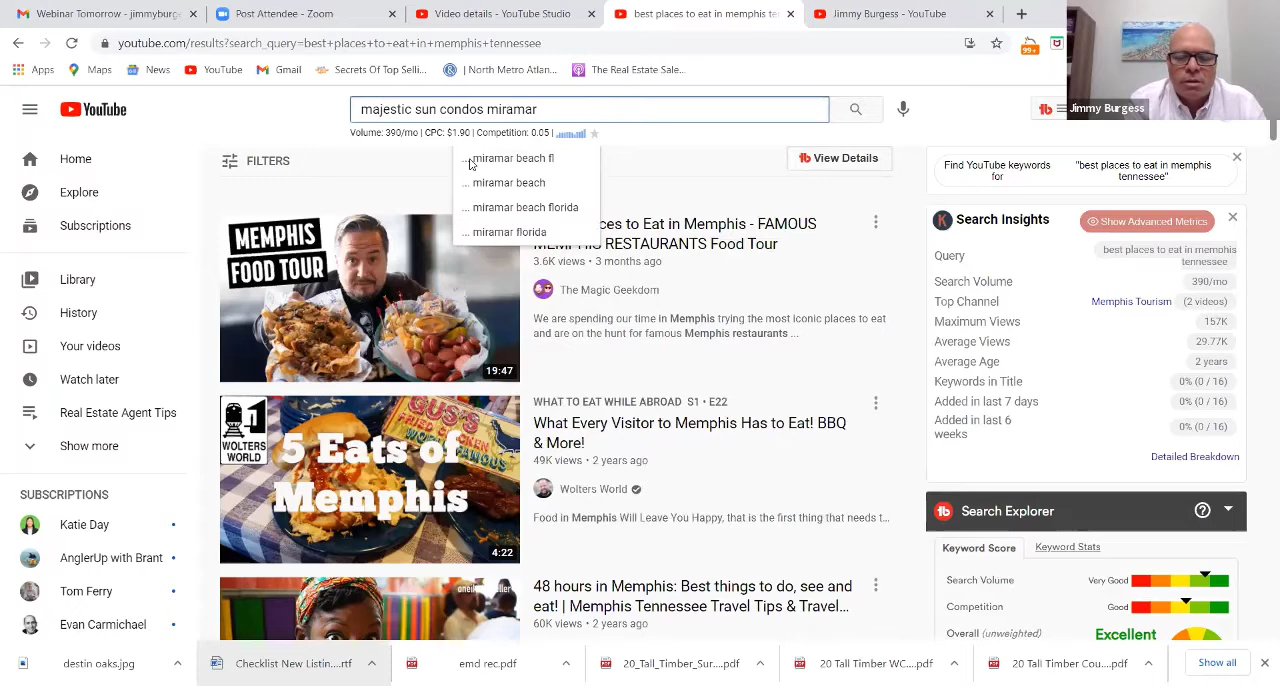 Webinar Tomorrow - jimmyburge
Post Attendee - Zoom
Video details - YouTube Studio
best places to eat in memphis ten
Jimmy Burgess - YouTube
youtube.com/results?search_query=best+places+to+eat+in+memphis+tennessee
99+
Apps
Maps
News
YouTube
Gmail
Secrets Of Top Selli...
| North Metro Atlan...
The Real Estate Sale...
Jimmy Burgess
YouTube
majestic sun condos miramar
Volume: 390/mo | CPC: $1.90 | Competition: 0.05 |
... miramar beach fl
... miramar beach
... miramar beach florida
... miramar florida
Home
Explore
Subscriptions
Library
History
Your videos
Watch later
Real Estate Agent Tips
Show more
SUBSCRIPTIONS
Katie Day
AnglerUp with Brant
Tom Ferry
Evan Carmichael
FILTERS
View Details
MEMPHIS
FOOD TOUR
19:47
ces to Eat in Memphis - FAMOUS
MEMPHIS RESTAURANTS Food Tour
3.6K views • 3 months ago
The Magic Geekdom
We are spending our time in Memphis trying the most iconic places to eat
and are on the hunt for famous Memphis restaurants ...
WOLTERS
WORLD
GUS'S
5 Eats of
Memphis
4:22
WHAT TO EAT WHILE ABROAD S1 • E22
What Every Visitor to Memphis Has to Eat! BBQ
& More!
49K views • 2 years ago
Wolters World
Food in Memphis Will Leave You Happy, that is the first thing that needs t...
48 hours in Memphis: Best things to do, see and
eat! | Memphis Tennessee Travel Tips & Travel...
60K views • 2 years ago
Find YouTube keywords
for
"best places to eat in memphis
tennessee"
Search Insights
Show Advanced Metrics
Query
best places to eat in memphis
tennessee
Search Volume
390/mo
Top Channel
Memphis Tourism
(2 videos)
Maximum Views
157K
Average Views
29.77K
Average Age
2 years
Keywords in Title
0% (0 / 16)
Added in last 7 days
0% (0 / 16)
Added in last 6
weeks
0% (0 / 16)
Detailed Breakdown
Search Explorer
Keyword Score
Keyword Stats
Search Volume
Very Good
Competition
Good
Overall (unweighted)
Excellent
destin oaks.jpg
Checklist New Listin....rtf
emd rec.pdf
20_Tall_Timber_Sur....pdf
20 Tall Timber WC....pdf
20 Tall Timber Cou....pdf
Show all